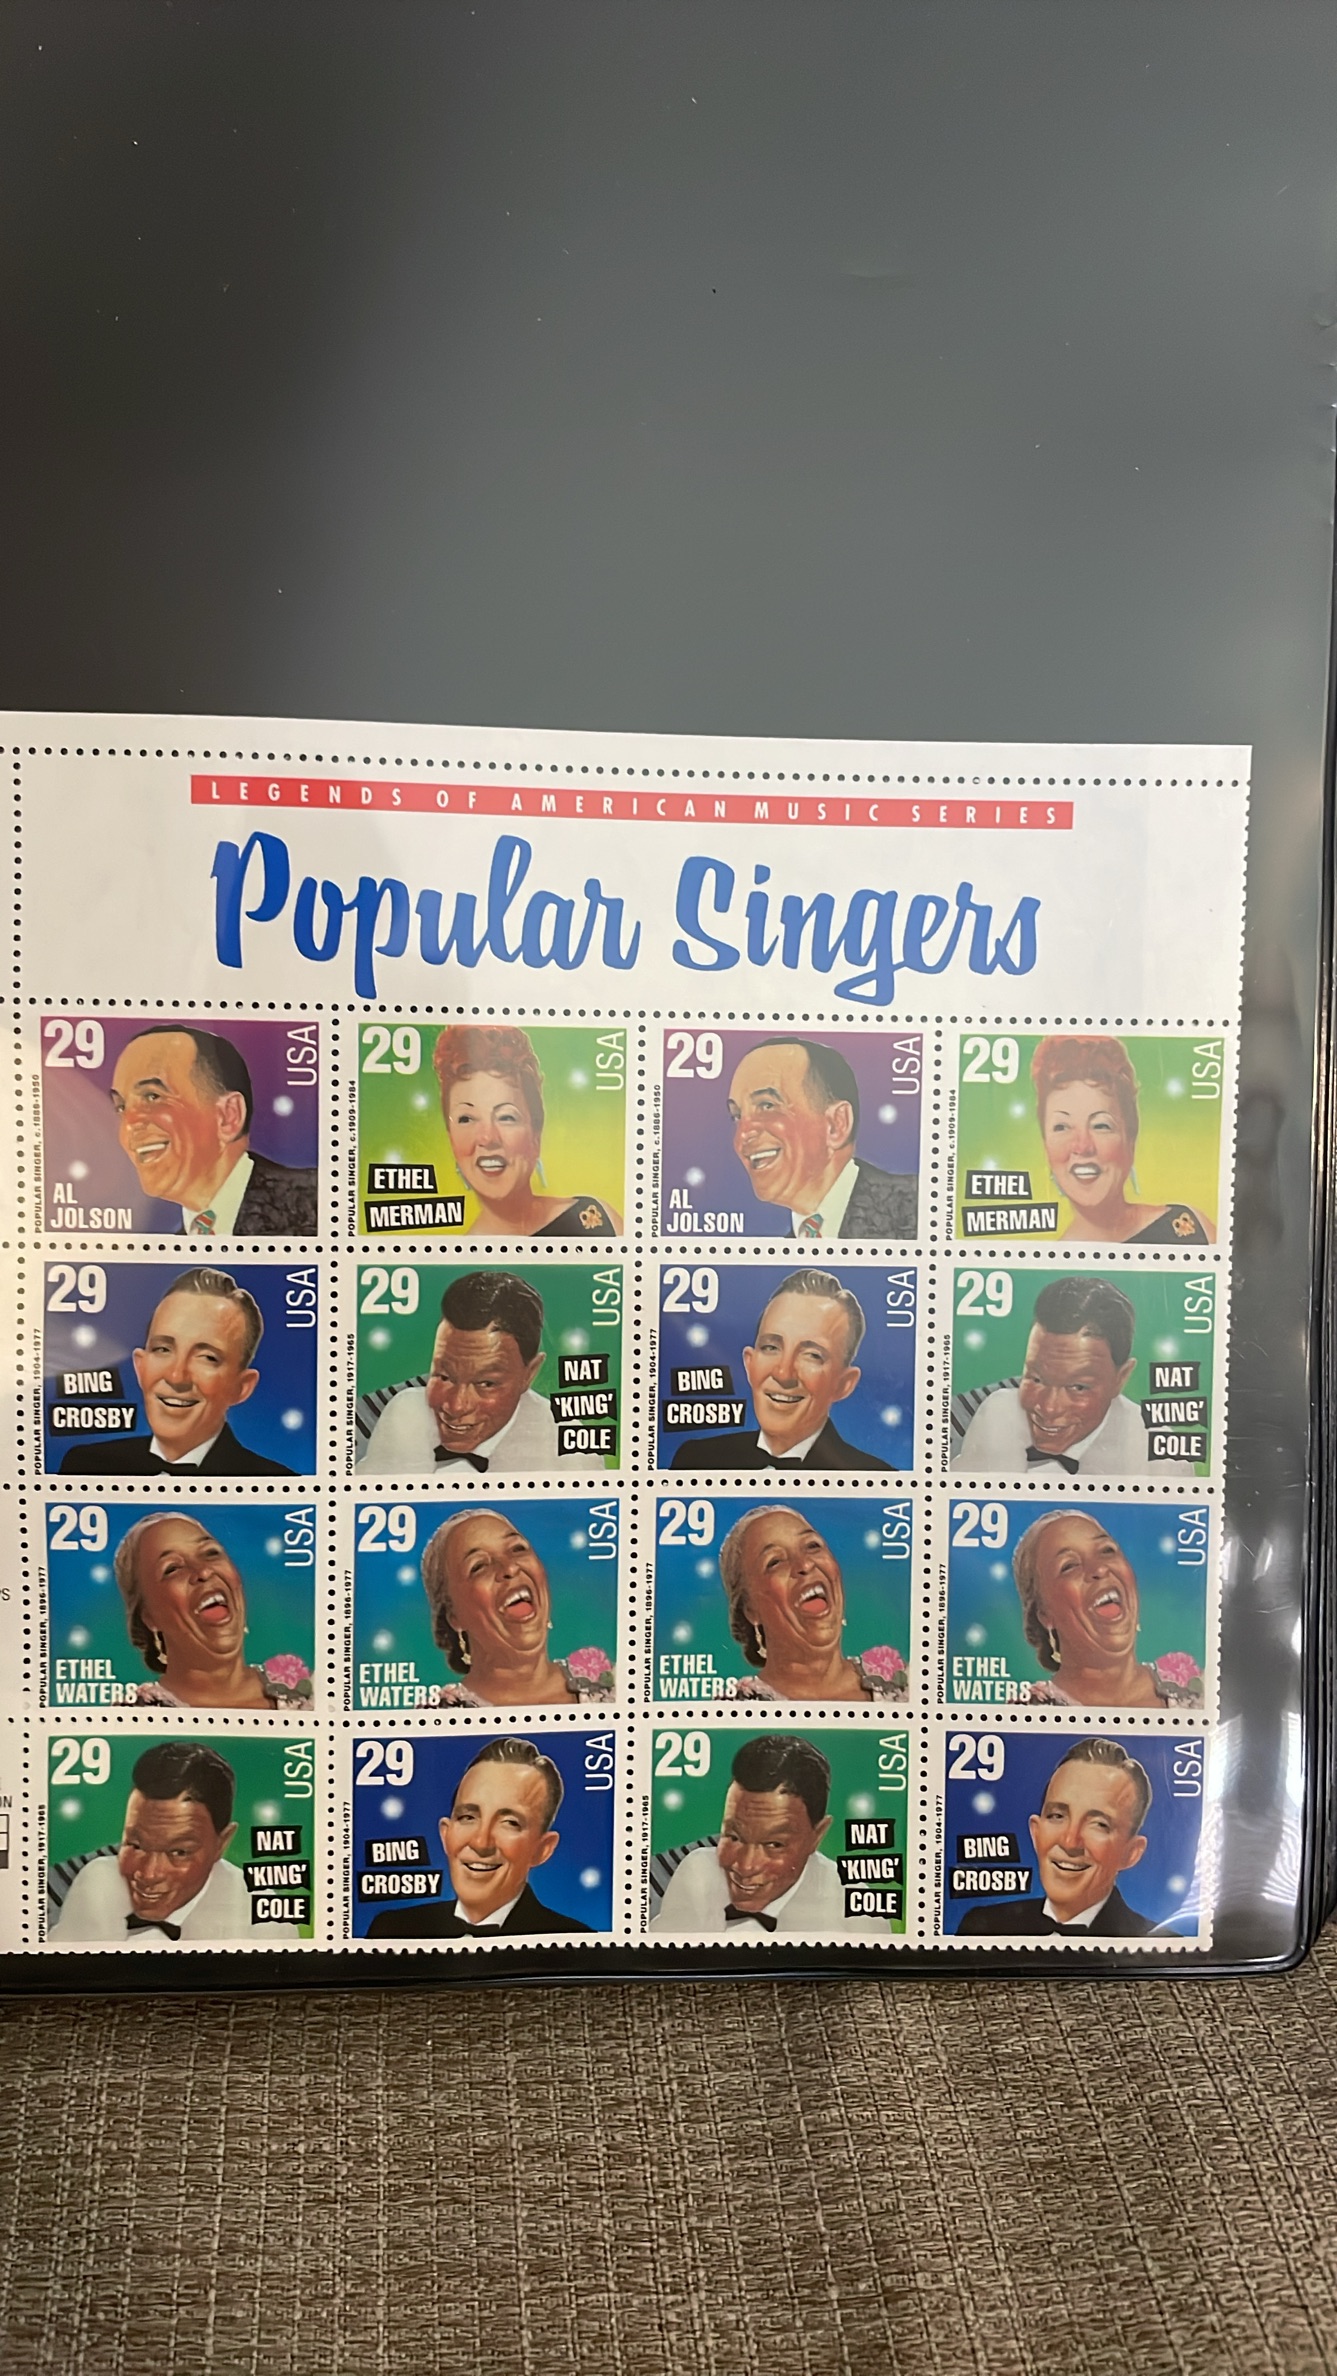 LEGENDS OF AMERICAN MUSIC SERIES
Popular Singers
29 USA
POPULAR SINGER, c.1886-1950
AL
JOLSON
29 USA
POPULAR SINGER, c.1909-1984
ETHEL
MERMAN
29 USA
POPULAR SINGER, c.1886-1950
AL
JOLSON
29 USA
POPULAR SINGER, c.1909-1984
ETHEL
MERMAN
29 USA
POPULAR SINGER, 1904-1977
BING
CROSBY
29 USA
POPULAR SINGER, 1917-1965
NAT
'KING'
COLE
29 USA
POPULAR SINGER, 1904-1977
BING
CROSBY
29 USA
POPULAR SINGER, 1917-1965
NAT
'KING'
COLE
29 USA
POPULAR SINGER, 1896-1977
ETHEL
WATERS
29 USA
POPULAR SINGER, 1896-1977
ETHEL
WATERS
29 USA
POPULAR SINGER, 1896-1977
ETHEL
WATERS
29 USA
POPULAR SINGER, 1896-1977
ETHEL
WATERS
29 USA
POPULAR SINGER, 1917-1965
NAT
'KING'
COLE
29 USA
POPULAR SINGER, 1904-1977
BING
CROSBY
29 USA
POPULAR SINGER, 1917-1965
NAT
'KING'
COLE
29 USA
POPULAR SINGER, 1904-1977
BING
CROSBY